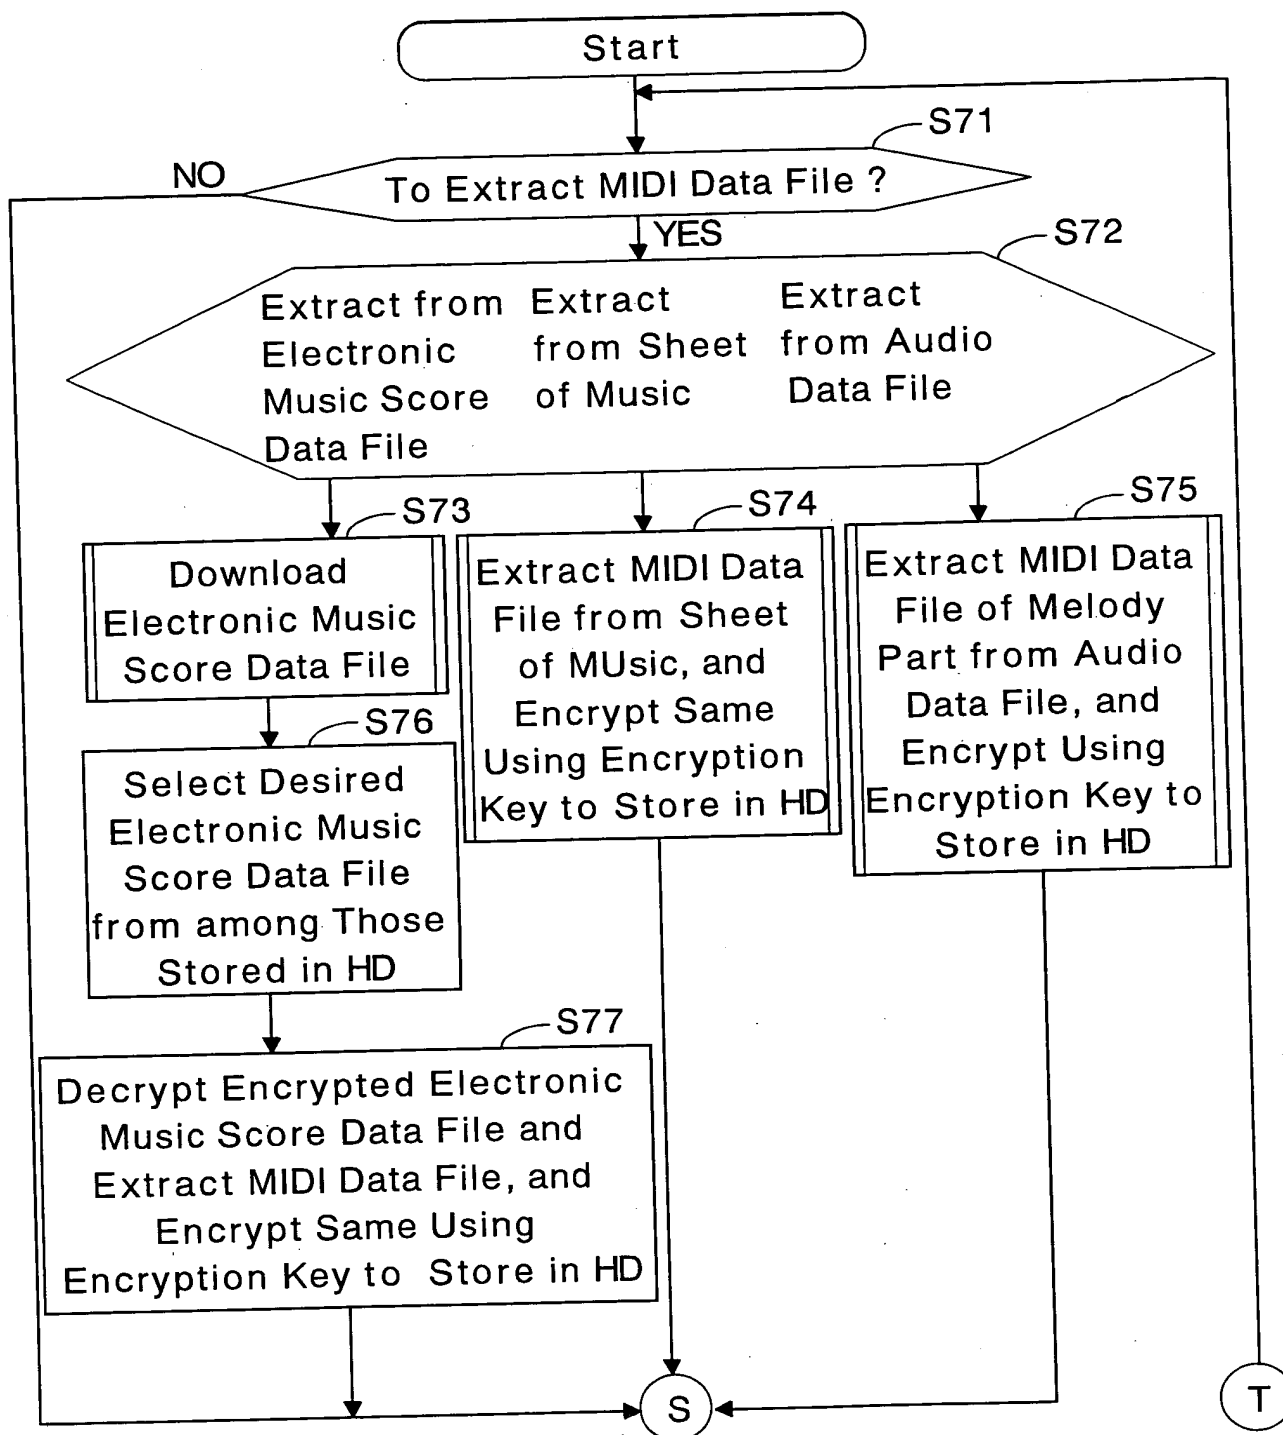 Start
S71
NO
To Extract MIDI Data File ?
YES
S72
Extract from
Electronic
Music Score
Data File
Extract
from Sheet
of Music
Extract
from Audio
Data File
S73
Download
Electronic Music
Score Data File
S74
Extract MIDI Data
File from Sheet
of MUsic, and
Encrypt Same
Using Encryption
Key to Store in HD
S75
Extract MIDI Data
File of Melody
Part from Audio
Data File, and
Encrypt Using
Encryption Key to
Store in HD
S76
Select Desired
Electronic Music
Score Data File
from among Those
Stored in HD
S77
Decrypt Encrypted Electronic
Music Score Data File and
Extract MIDI Data File, and
Encrypt Same Using
Encryption Key to Store in HD
S
T